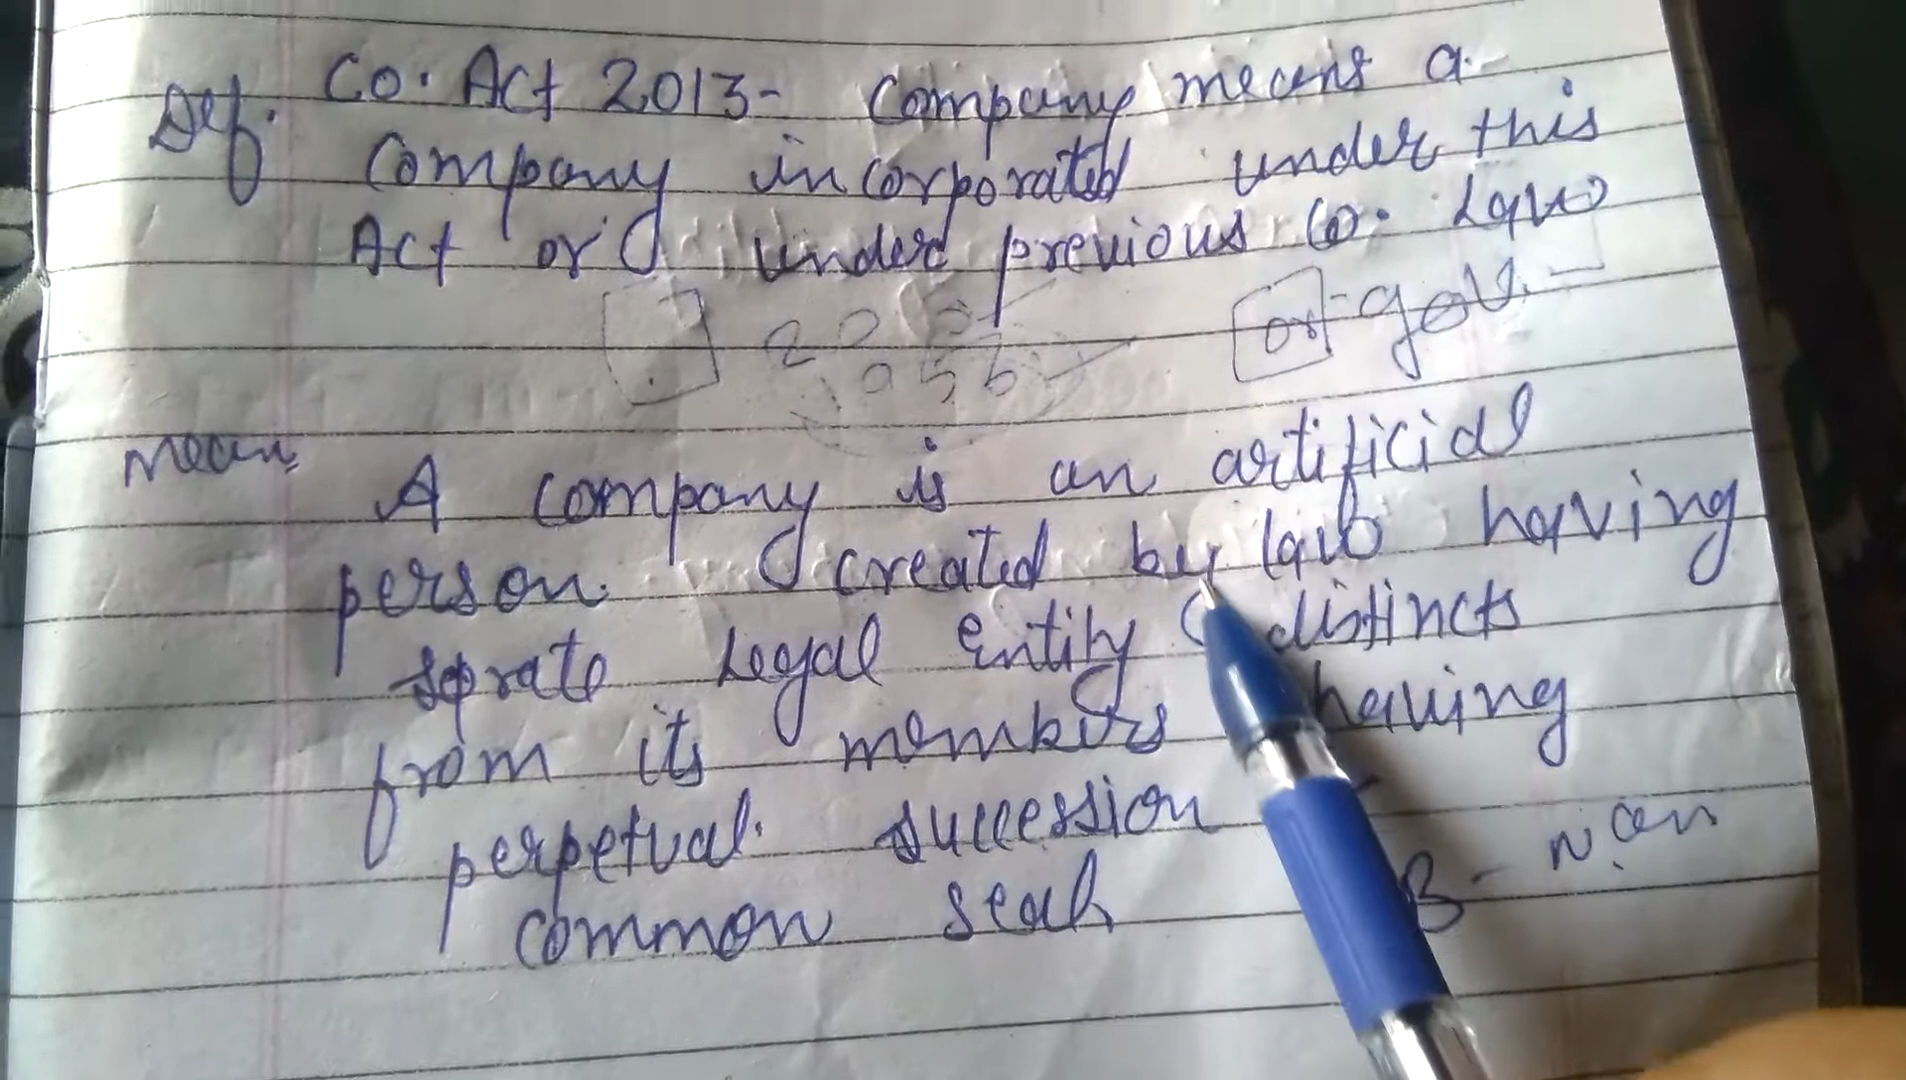 Def. Co. Act 2013- Company means a
Company incorporated under this
Act or under previous Co. Law
or gov.
mean A company is an artificial
person. created by law having
seprate Legal Entity distincts
from its members having
perpetual succession
common seal
B-